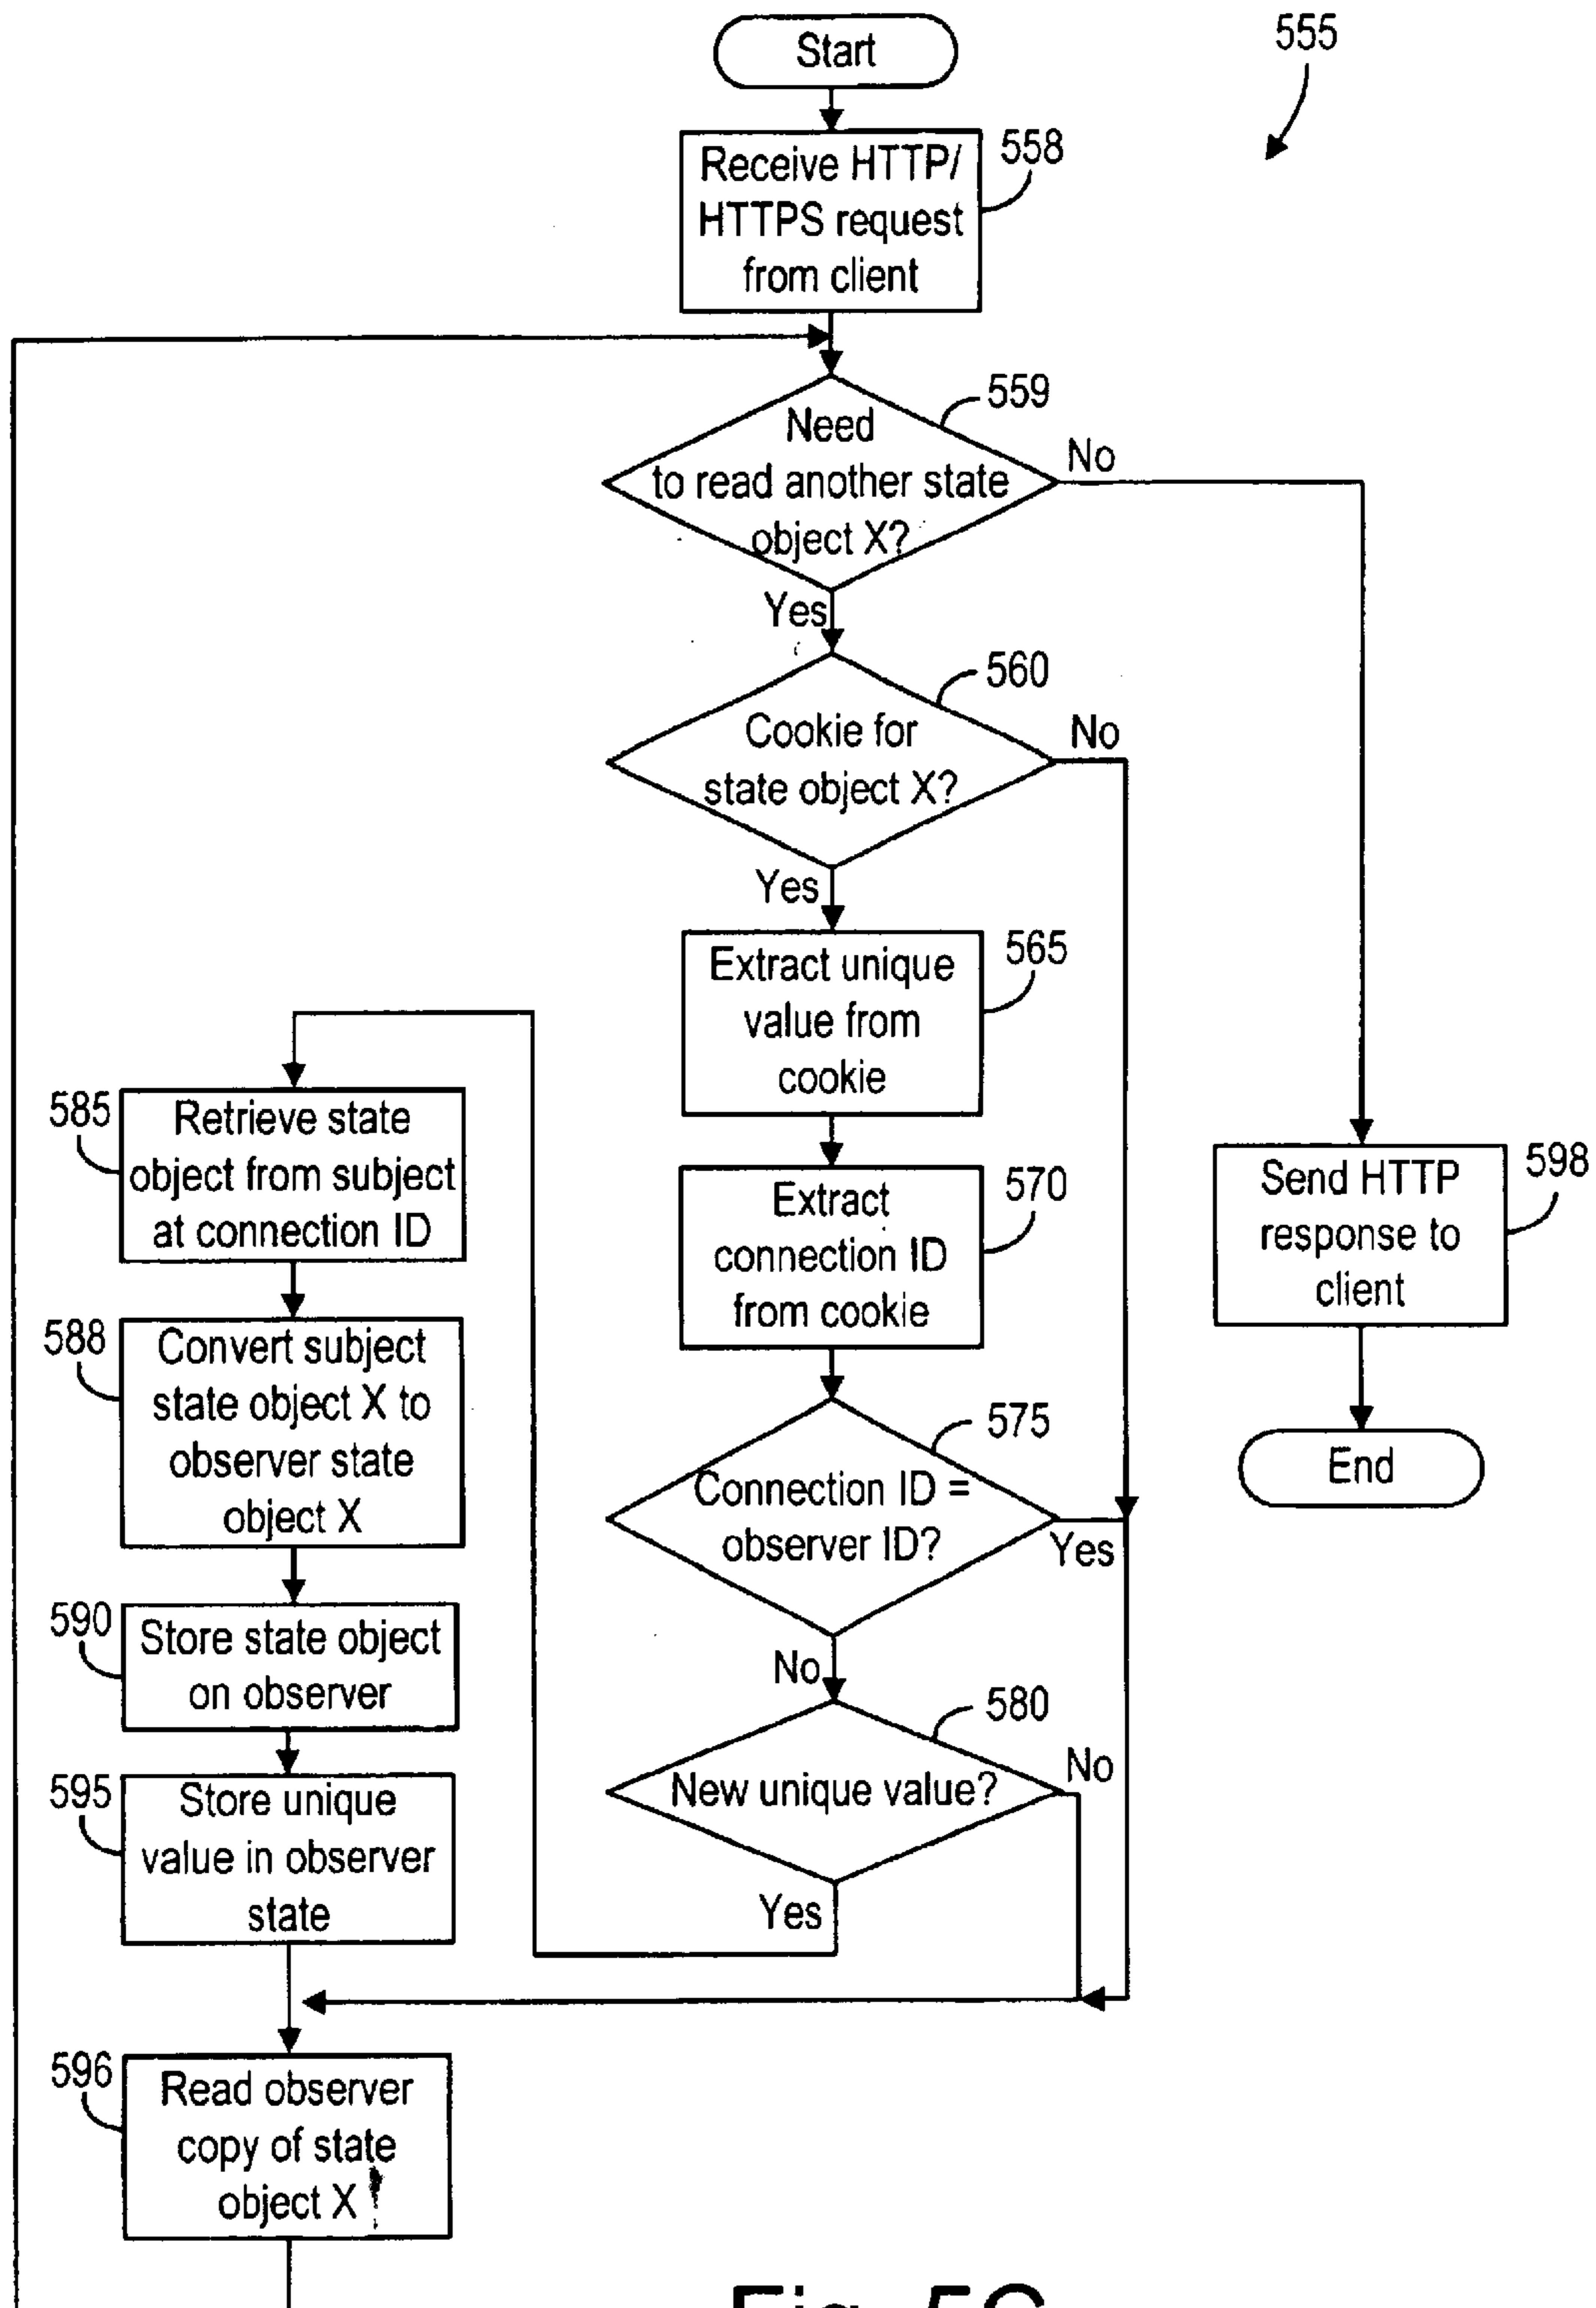 Start
555
Receive HTTP/
HTTPS request
from client
558
Need
to read another state
object X?
559
No
Yes
Cookie for
state object X?
560
No
Yes
Extract unique
value from
cookie
565
Extract
connection ID
from cookie
570
Connection ID =
observer ID?
575
Yes
No
New unique value?
580
No
Yes
585
Retrieve state
object from subject
at connection ID
588
Convert subject
state object X to
observer state
object X
590
Store state object
on observer
595
Store unique
value in observer
state
596
Read observer
copy of state
object X
Send HTTP
response to
client
598
End